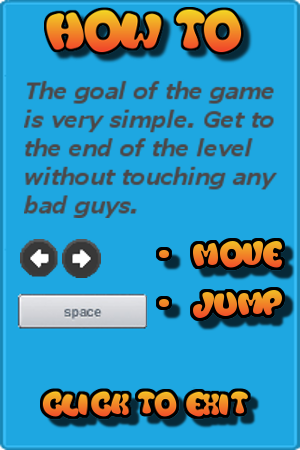 HOW TO
The goal of the game
is very simple. Get to
the end of the level
without touching any
bad guys.
- MOVE
space - JUMP
CLICK TO EXIT